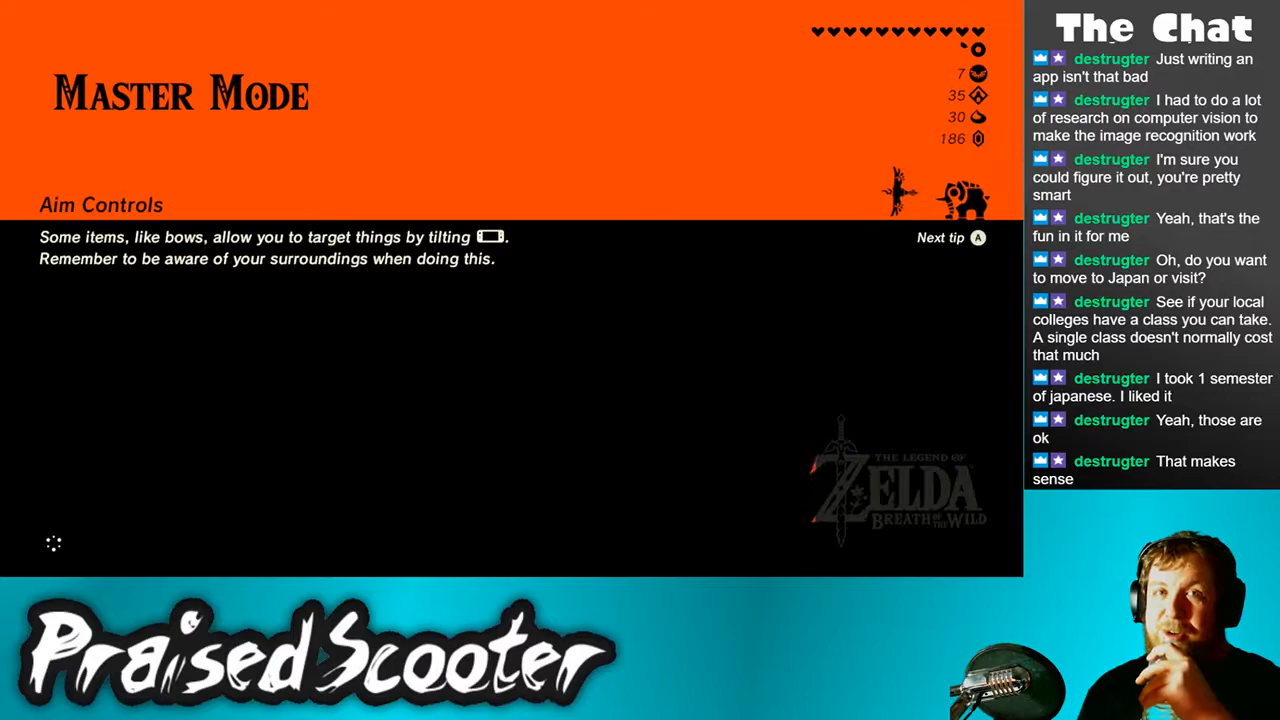 Master Mode
7
35
30
186
Aim Controls
Some items, like bows, allow you to target things by tilting .
Remember to be aware of your surroundings when doing this.
Next tip A
THE LEGEND OF
ZELDA
BREATH OF THE WILD
The Chat
destrugter Just writing an
app isn't that bad
destrugter I had to do a lot
of research on computer vision to
make the image recognition work
destrugter I'm sure you
could figure it out, you're pretty
smart
destrugter Yeah, that's the
fun in it for me
destrugter Oh, do you want
to move to Japan or visit?
destrugter See if your local
colleges have a class you can take.
A single class doesn't normally cost
that much
destrugter I took 1 semester
of japanese. I liked it
destrugter Yeah, those are
ok
destrugter That makes
sense
PraisedScooter